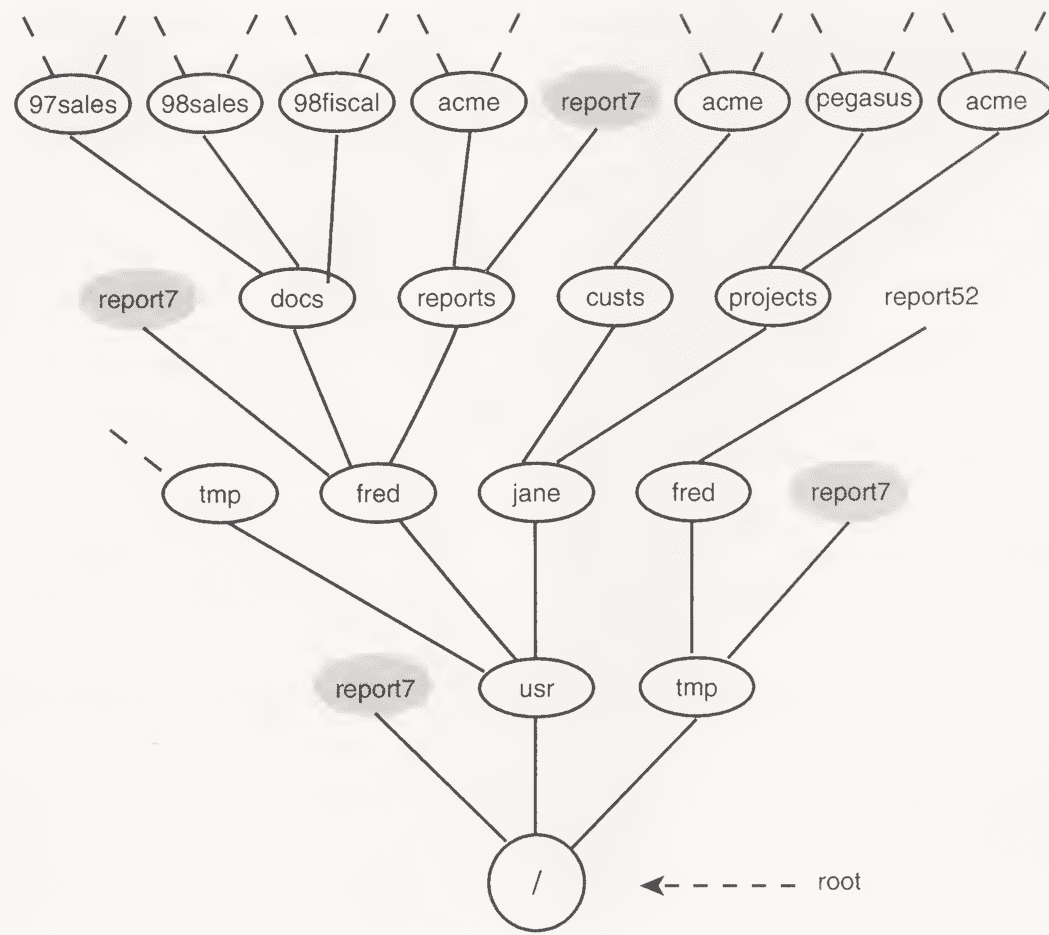 97sales
98sales
98fiscal
acme
report7
acme
pegasus
acme
report7
docs
reports
custs
projects
report52
tmp
fred
jane
fred
report7
report7
usr
tmp
/
root